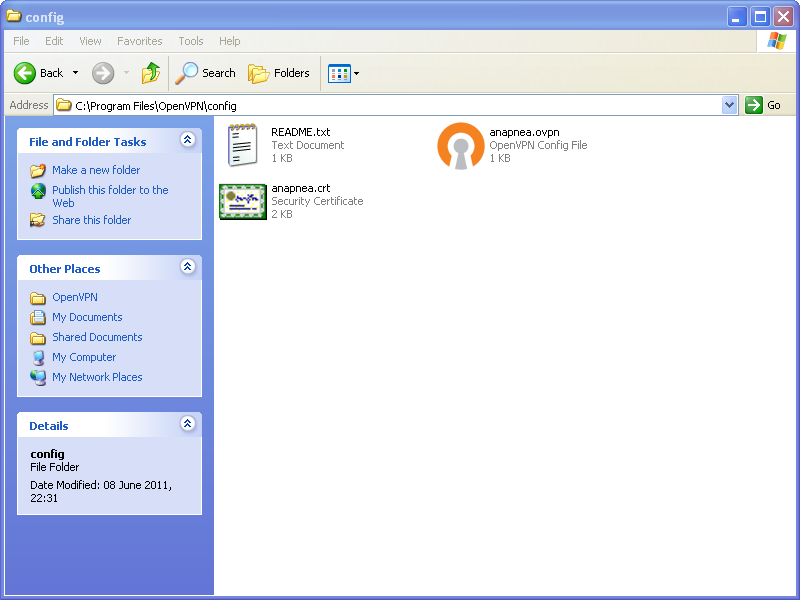 config
File Edit View Favorites Tools Help
Back Search Folders
Address C:\Program Files\OpenVPN\config Go
File and Folder Tasks
Make a new folder
Publish this folder to the
Web
Share this folder
Other Places
OpenVPN
My Documents
Shared Documents
My Computer
My Network Places
Details
config
File Folder
Date Modified: 08 June 2011,
22:31
README.txt
Text Document
1 KB
anapnea.ovpn
OpenVPN Config File
1 KB
anapnea.crt
Security Certificate
2 KB